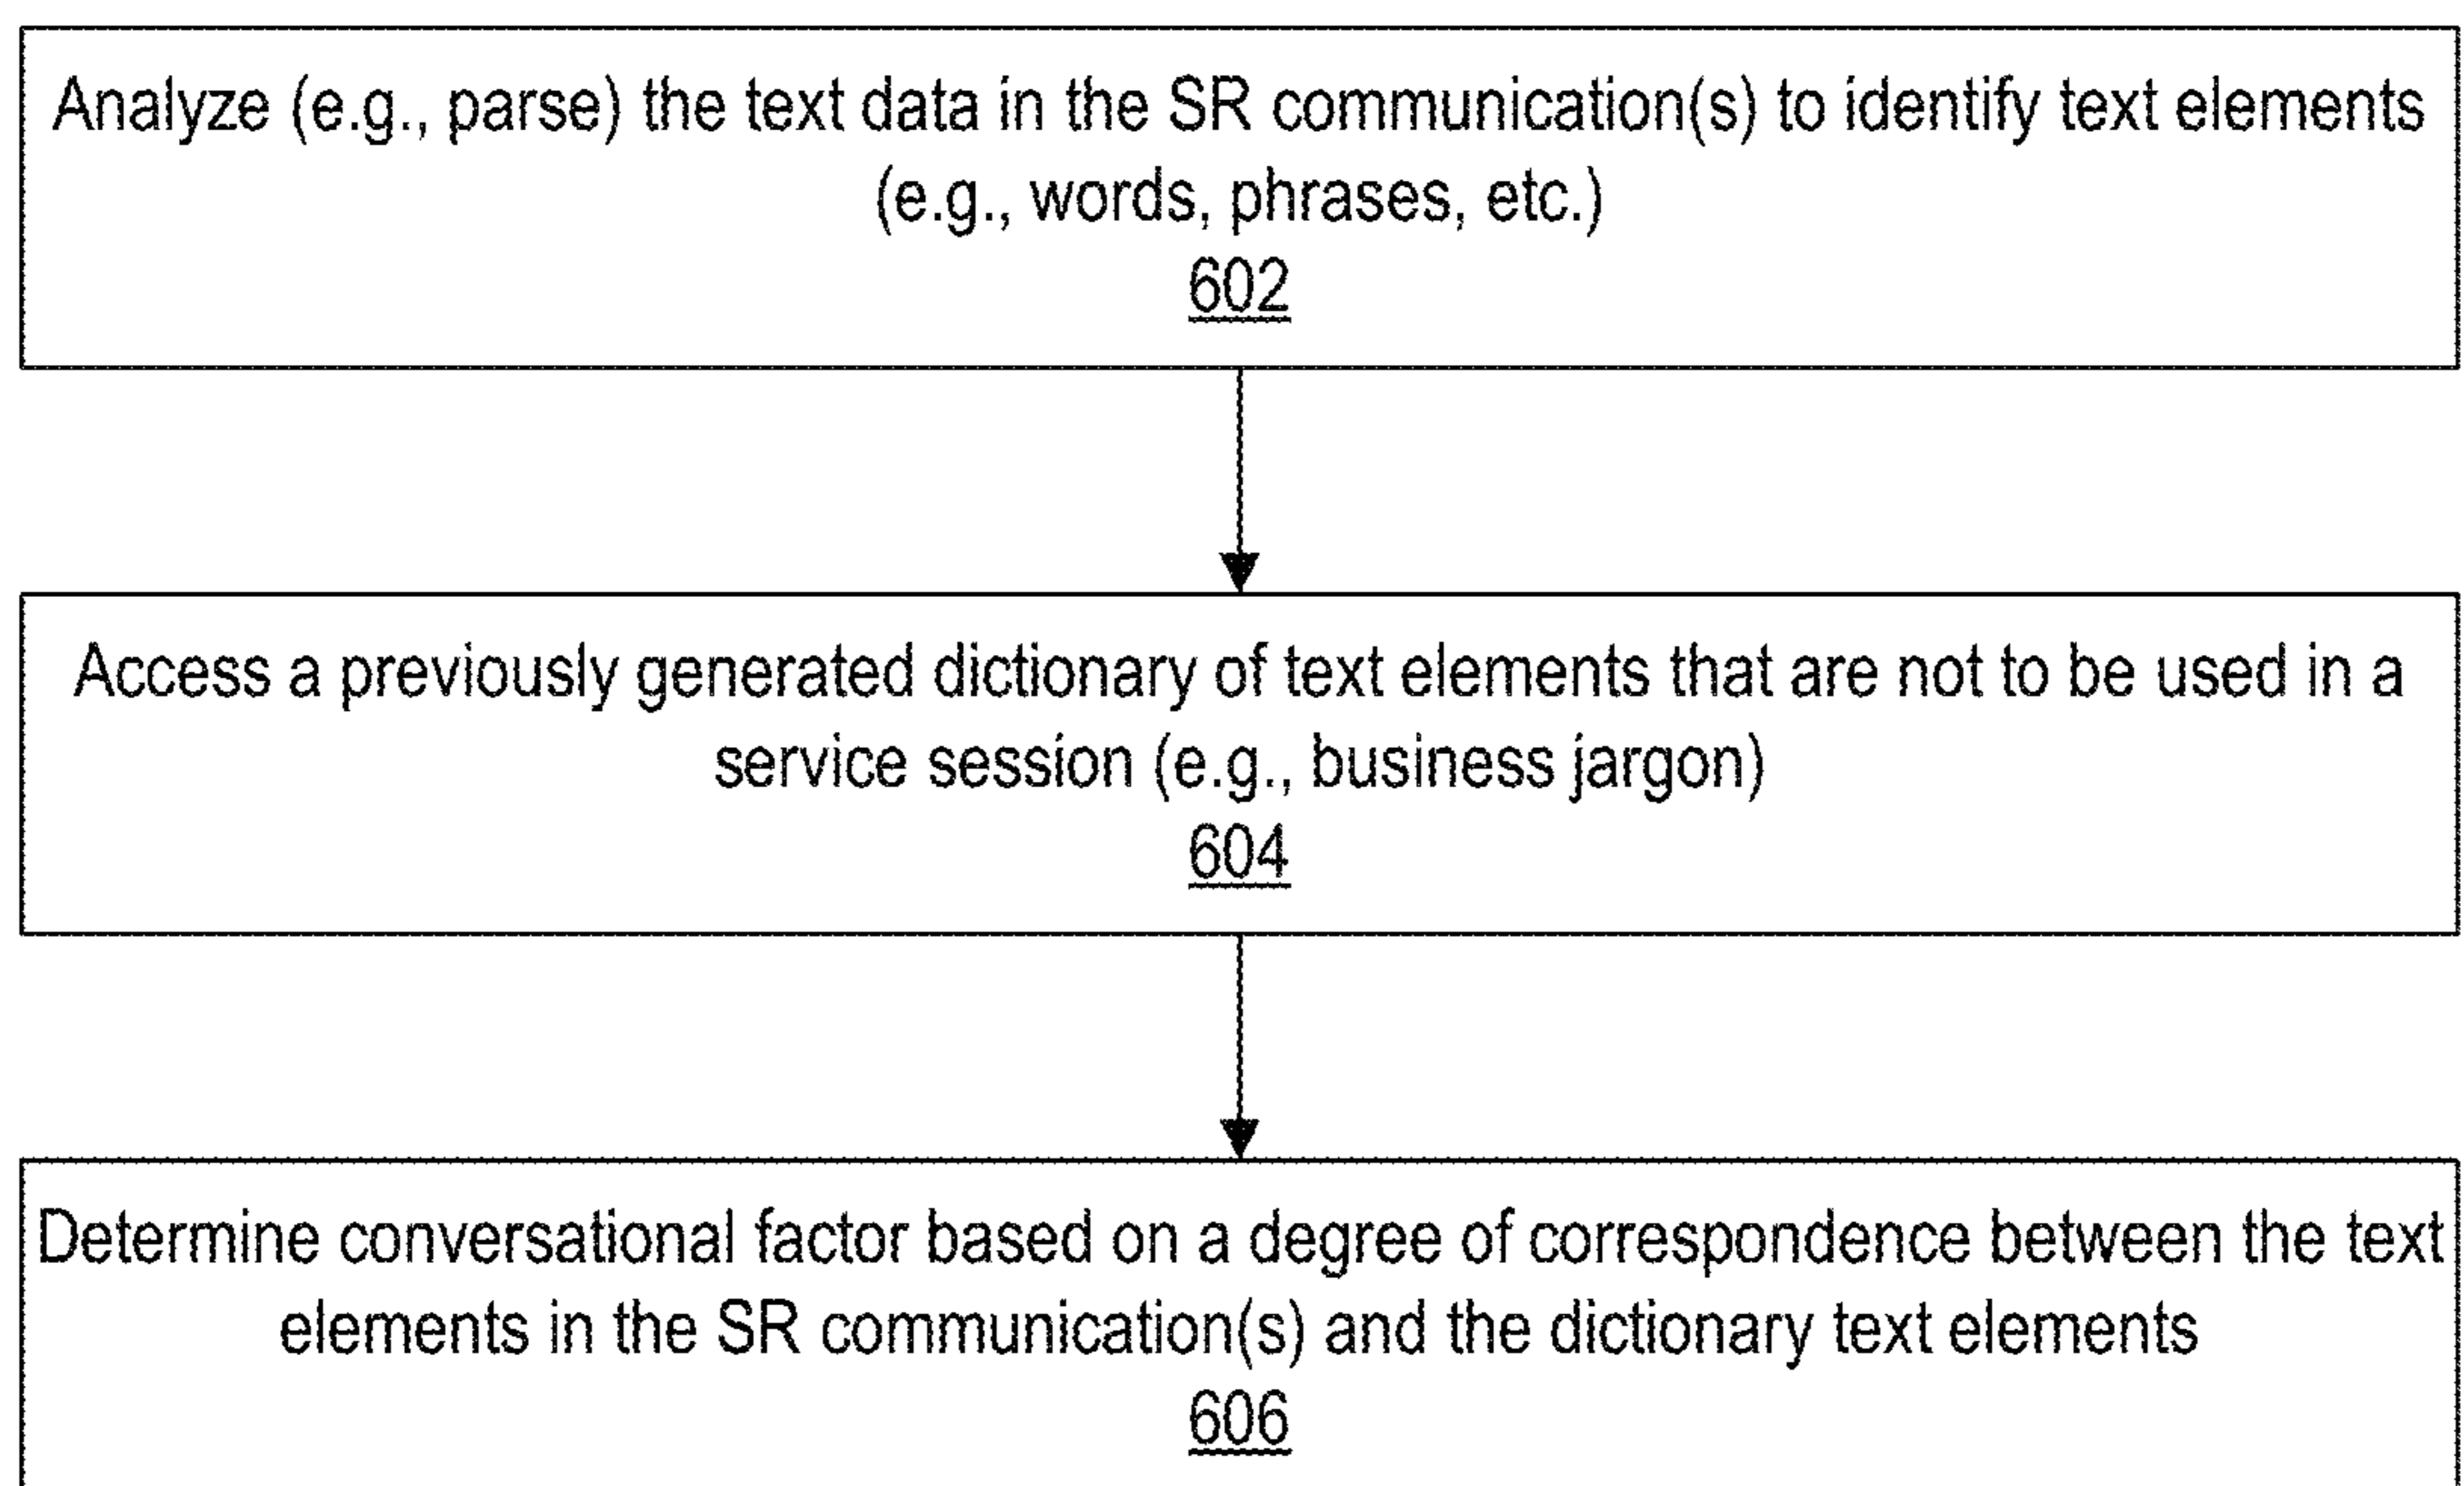 Analyze (e.g., parse) the text data in the SR communication(s) to identify text elements
(e.g., words, phrases, etc.)
602
Access a previously generated dictionary of text elements that are not to be used in a
service session (e.g., business jargon)
604
Determine conversational factor based on a degree of correspondence between the text
elements in the SR communication(s) and the dictionary text elements
606